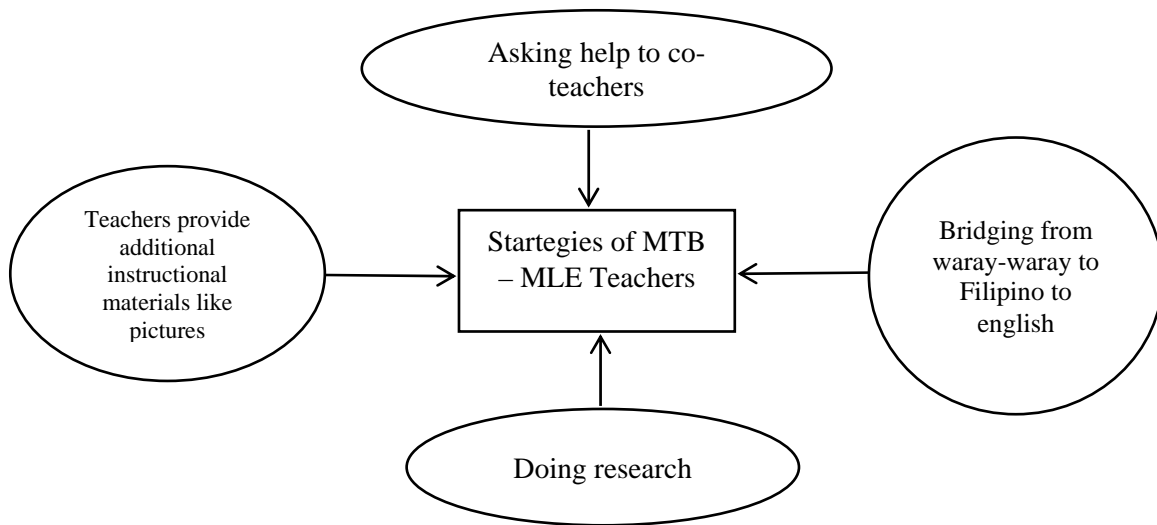 Asking help to co-
teachers
Teachers provide
additional
instructional
materials like
pictures
Startegies of MTB
– MLE Teachers
Bridging from
waray-waray to
Filipino to
english
Doing research